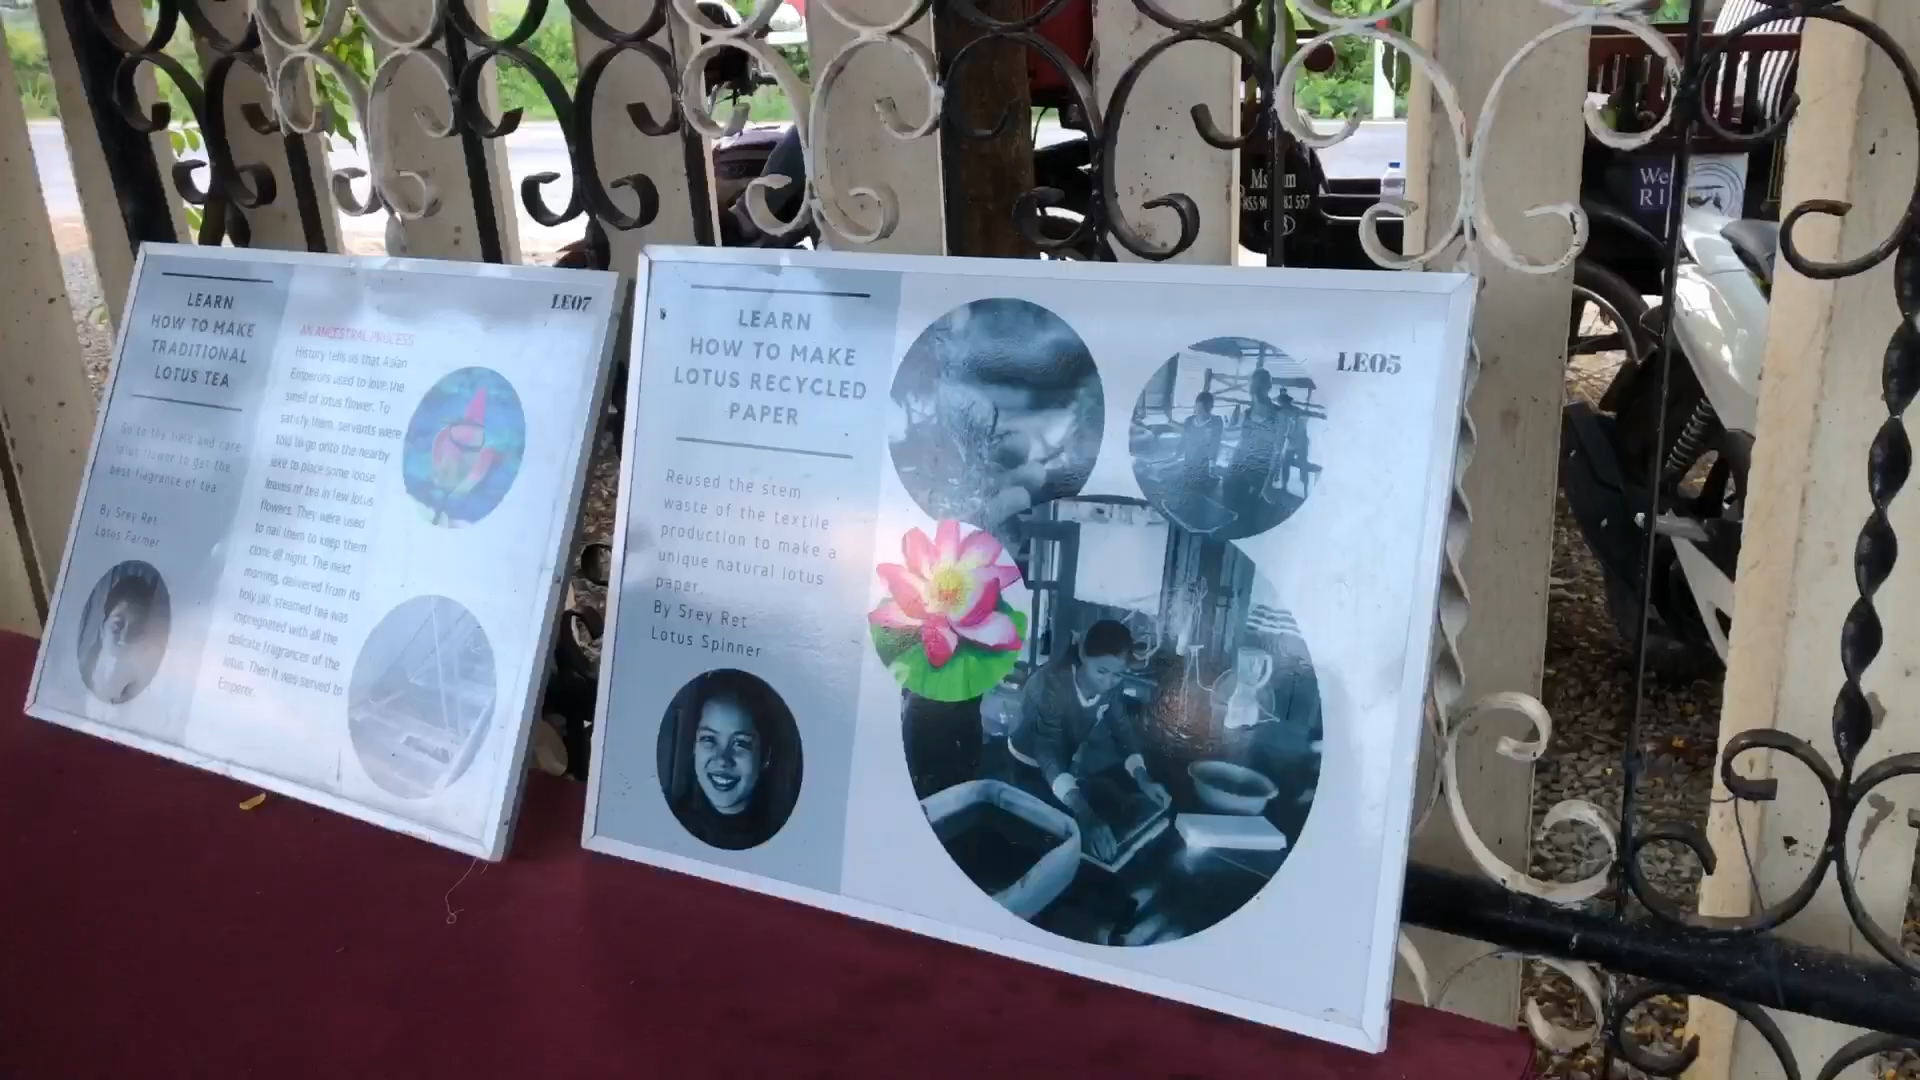 LEARN
HOW TO MAKE
TRADITIONAL
LOTUS TEA
Go to the field and care
lotus flower to get the
best flagrance of tea
By Srey Ret
Lotus Farmer
LE07
AN ANCESTRAL PROCESS
History tells us that Asian
Emperors used to love the
smell of lotus flower. To
satisfy them, servants were
told to go onto the nearby
lake to place some loose
leaves of tea in few lotus
flowers. They were used
to nail them to keep them
close all night. The next
morning, delivered from its
holy jail, steamed tea was
impregnated with all the
delicate fragrances of the
lotus. Then it was served to
Emperor.
LEARN
HOW TO MAKE
LOTUS RECYCLED
PAPER
Reused the stem
waste of the textile
production to make a
unique natural lotus
paper.
By Srey Ret
Lotus Spinner
LE05
We
RI